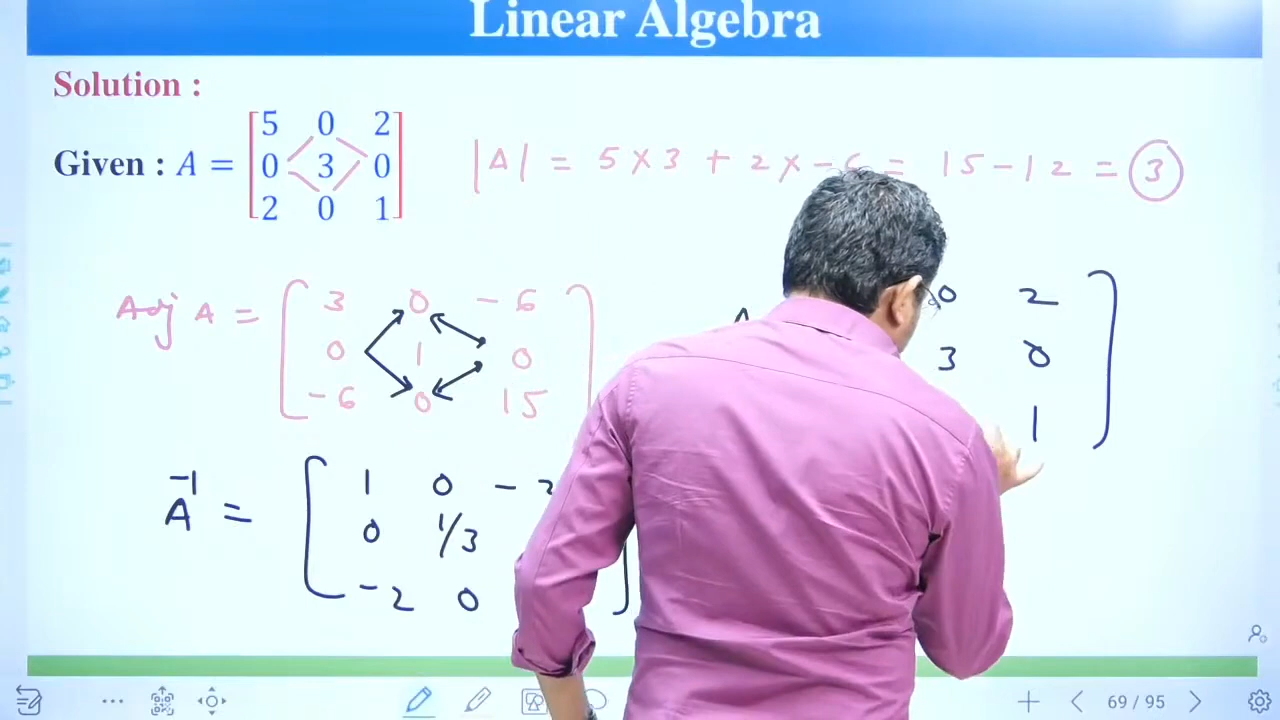 Linear Algebra
Solution :
Given : A = [5 0 2
0 3 0
2 0 1]
|A| = 5 x 3 + 2 x -6 = 15 - 12 = 3
Adj A = [3 0 -6
0 1 0
-6 0 15]
A
0 2
3 0
1
A⁻¹ = [1 0 -2
0 1/3
-2 0
69 / 95